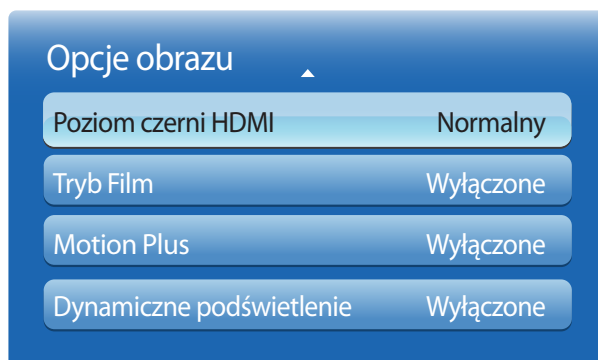 Opcje obrazu
Poziom czerni HDMI Normalny
Tryb Film Wyłączone
Motion Plus Wyłączone
Dynamiczne podświetlenie Wyłączone